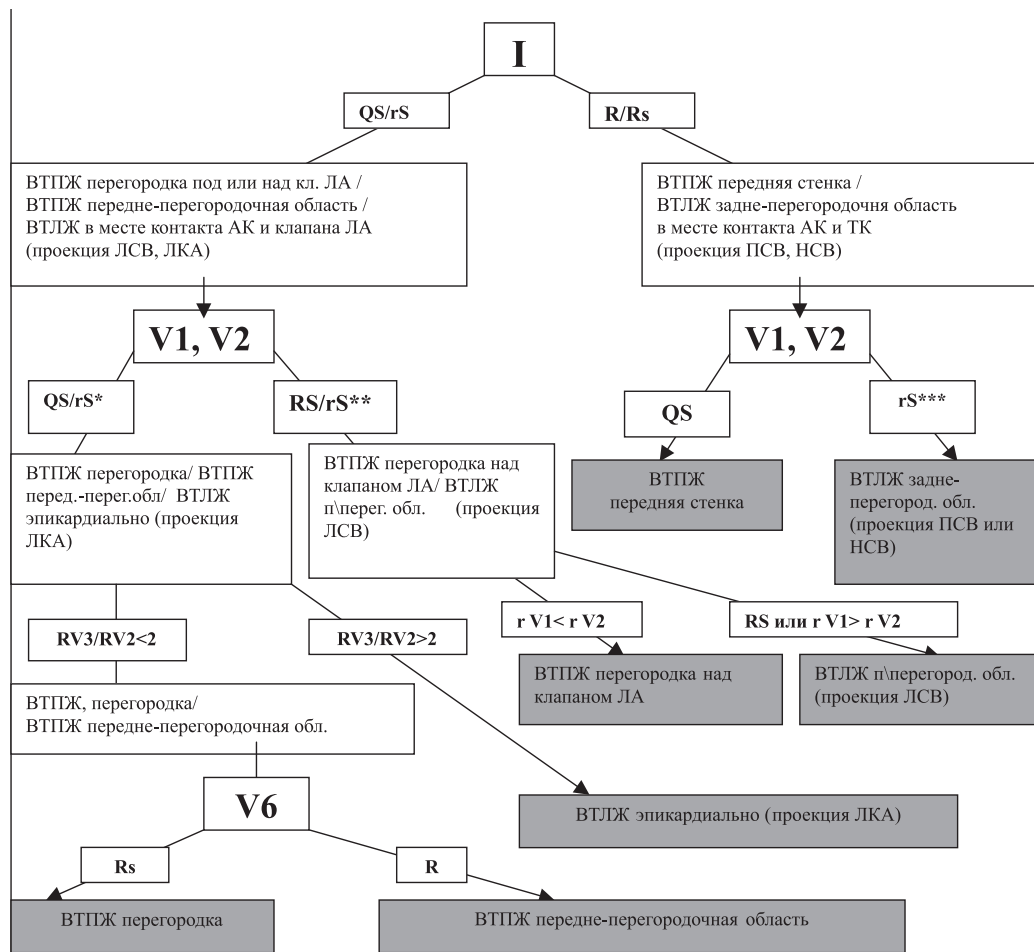 I
QS/rS
R/Rs
ВТПЖ перегородка под или над кл. ЛА /
ВТПЖ передне-перегородочная область /
ВТЛЖ в месте контакта АК и клапана ЛА
(проекция ЛСВ, ЛКА)
ВТПЖ передняя стенка /
ВТЛЖ задне-перегородочня область
в месте контакта АК и ТК
(проекция ПСВ, НСВ)
V1, V2
V1, V2
QS/rS*
RS/rS**
QS
rS***
ВТПЖ перегородка/ ВТПЖ
перед.-перег.обл/ ВТЛЖ
эпикардиально (проекция
ЛКА)
ВТПЖ перегородка над
клапаном ЛА/ ВТЛЖ
п\перег. обл. (проекция
ЛСВ)
ВТПЖ
передняя стенка
ВТЛЖ задне-
перегород. обл.
(проекция ПСВ или
НСВ)
RV3/RV2<2
RV3/RV2>2
r V1< r V2
RS или r V1> r V2
ВТПЖ перегородка над
клапаном ЛА
ВТЛЖ п\перегород. обл.
(проекция ЛСВ)
ВТПЖ, перегородка/
ВТПЖ передне-перегородочная обл.
V6
ВТЛЖ эпикардиально (проекция ЛКА)
Rs
R
ВТПЖ перегородка
ВТПЖ передне-перегородочная область